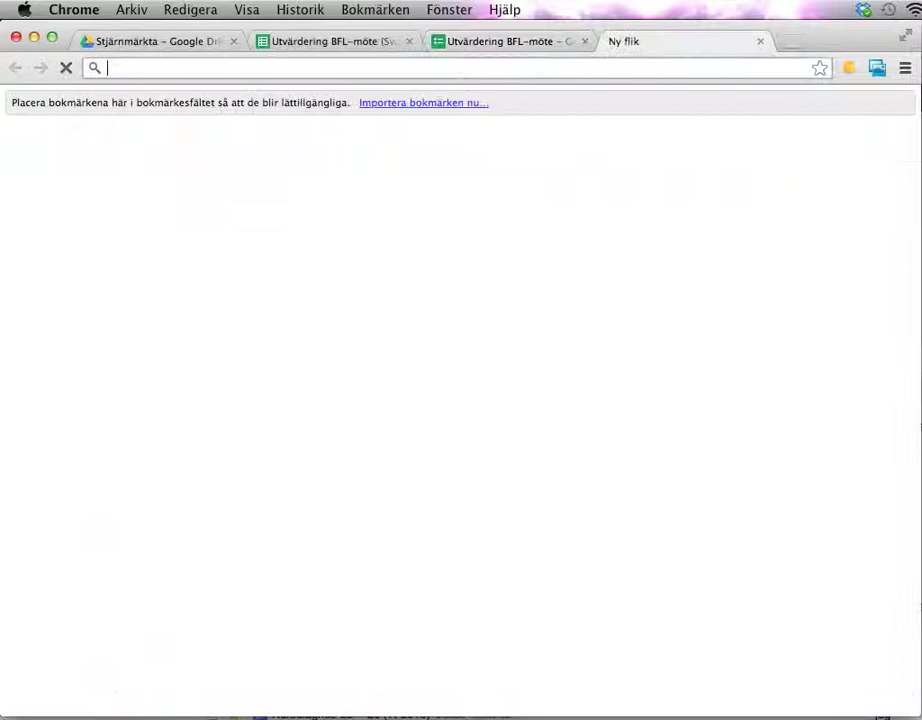 Chrome Arkiv Redigera Visa Historik Bokmärken Fönster Hjälp
Stjärnmärkta – Google Dri Utvärdering BFL-möte (Sv. Utvärdering BFL-möte – G Ny flik
Placera bokmärkena här i bokmärkesfältet så att de blir lättillgängliga. Importera bokmärken nu...